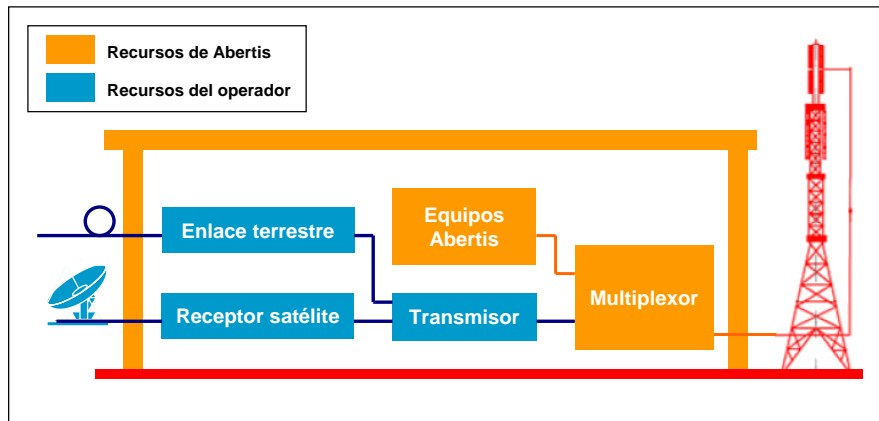 Recursos de Abertis
Recursos del operador
Enlace terrestre
Equipos
Abertis
Receptor satélite
Transmisor
Multiplexor